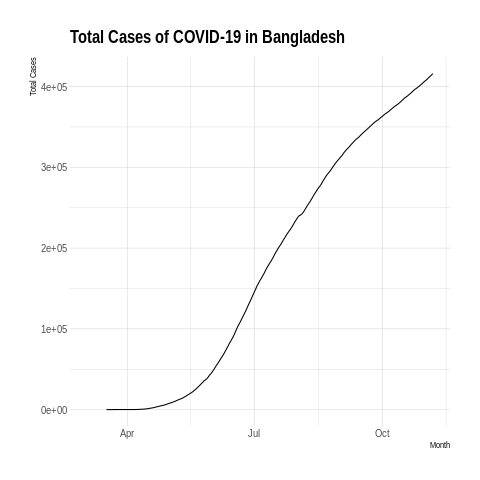 Total Cases of COVID-19 in Bangladesh
Total Cases
4e+05
3e+05
2e+05
1e+05
0e+00
Apr
Jul
Oct
Month